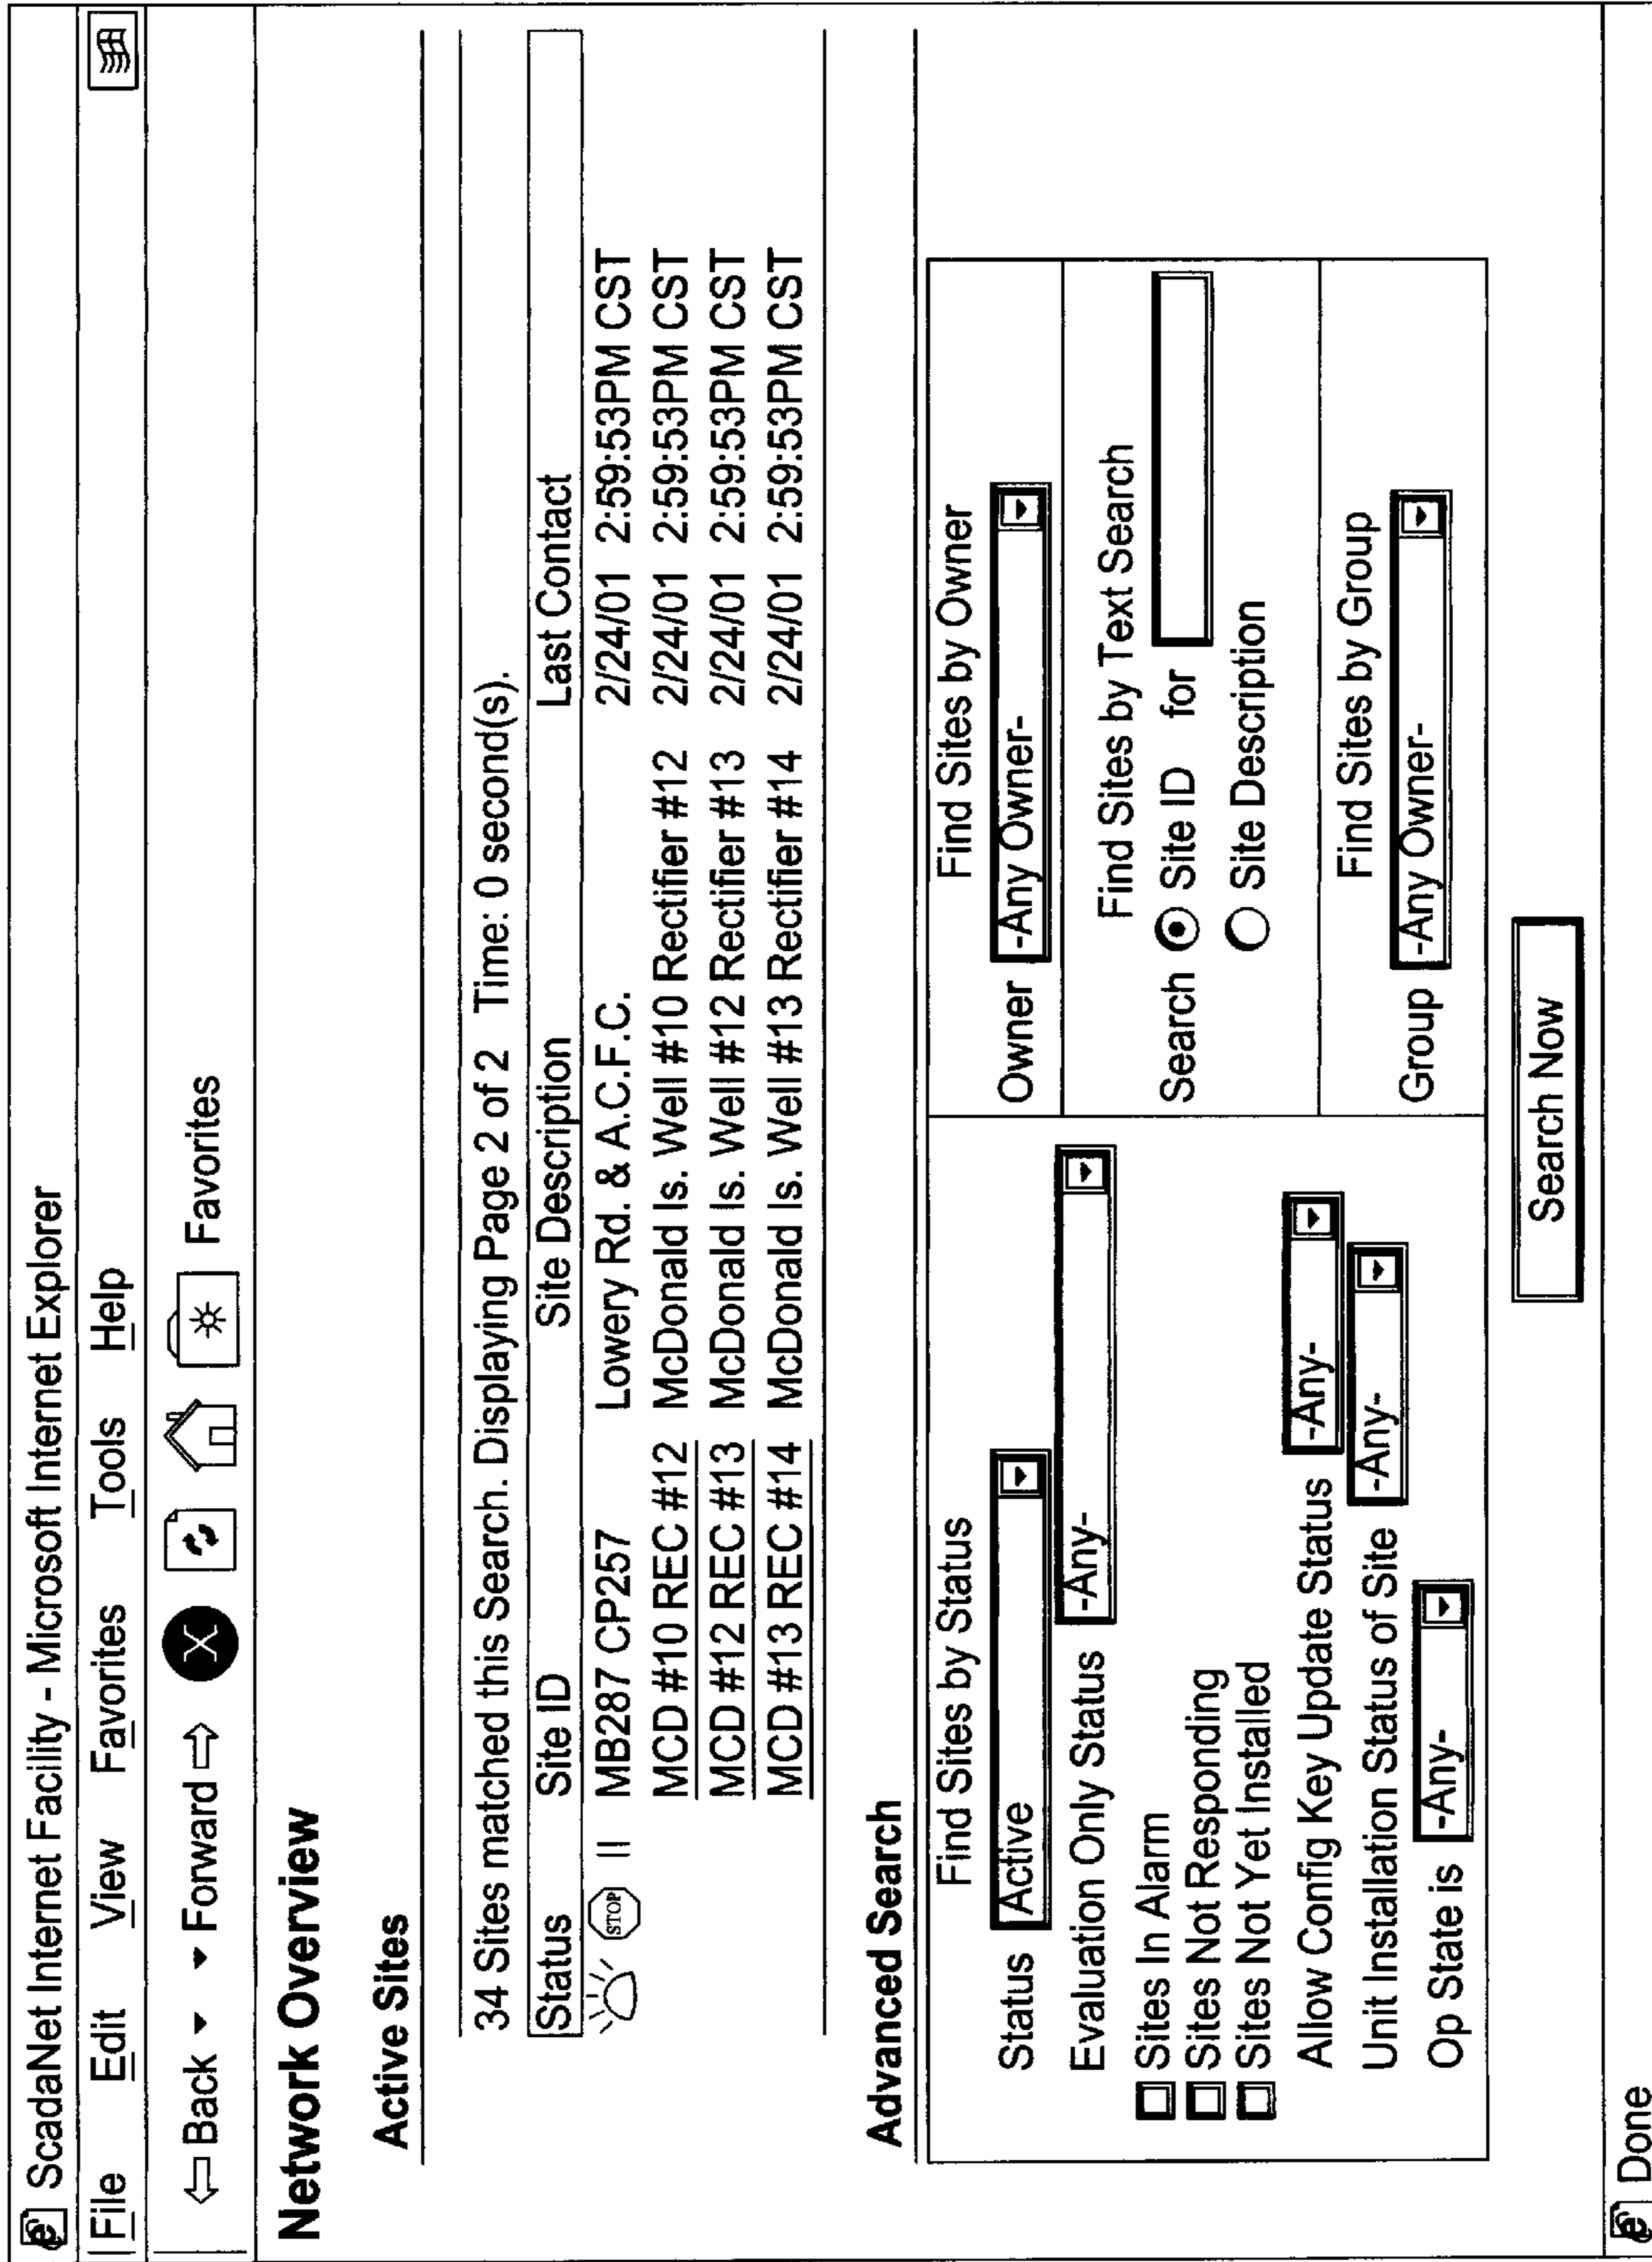 ScadaNet Internet Facility - Microsoft Internet Explorer
File Edit View Favorites Tools Help
Back Forward X Favorites
Network Overview
Active Sites
34 Sites matched this Search. Displaying Page 2 of 2 Time: 0 second(s).
Status Site ID Site Description Last Contact
STOP || MB287 CP257 Lowery Rd. & A.C.F.C. 2/24/01 2:59:53PM CST
MCD #10 REC #12 McDonald Is. Well #10 Rectifier #12 2/24/01 2:59:53PM CST
MCD #12 REC #13 McDonald Is. Well #12 Rectifier #13 2/24/01 2:59:53PM CST
MCD #13 REC #14 McDonald Is. Well #13 Rectifier #14 2/24/01 2:59:53PM CST
Advanced Search
Find Sites by Status
Status Active
Evaluation Only Status -Any-
Sites In Alarm
Sites Not Responding
Sites Not Yet Installed
Allow Config Key Update Status -Any-
Unit Installation Status of Site -Any-
Op State is -Any-
Find Sites by Owner
Owner -Any Owner-
Find Sites by Text Search
Search Site ID for
Site Description
Find Sites by Group
Group -Any Owner-
Search Now
e Done